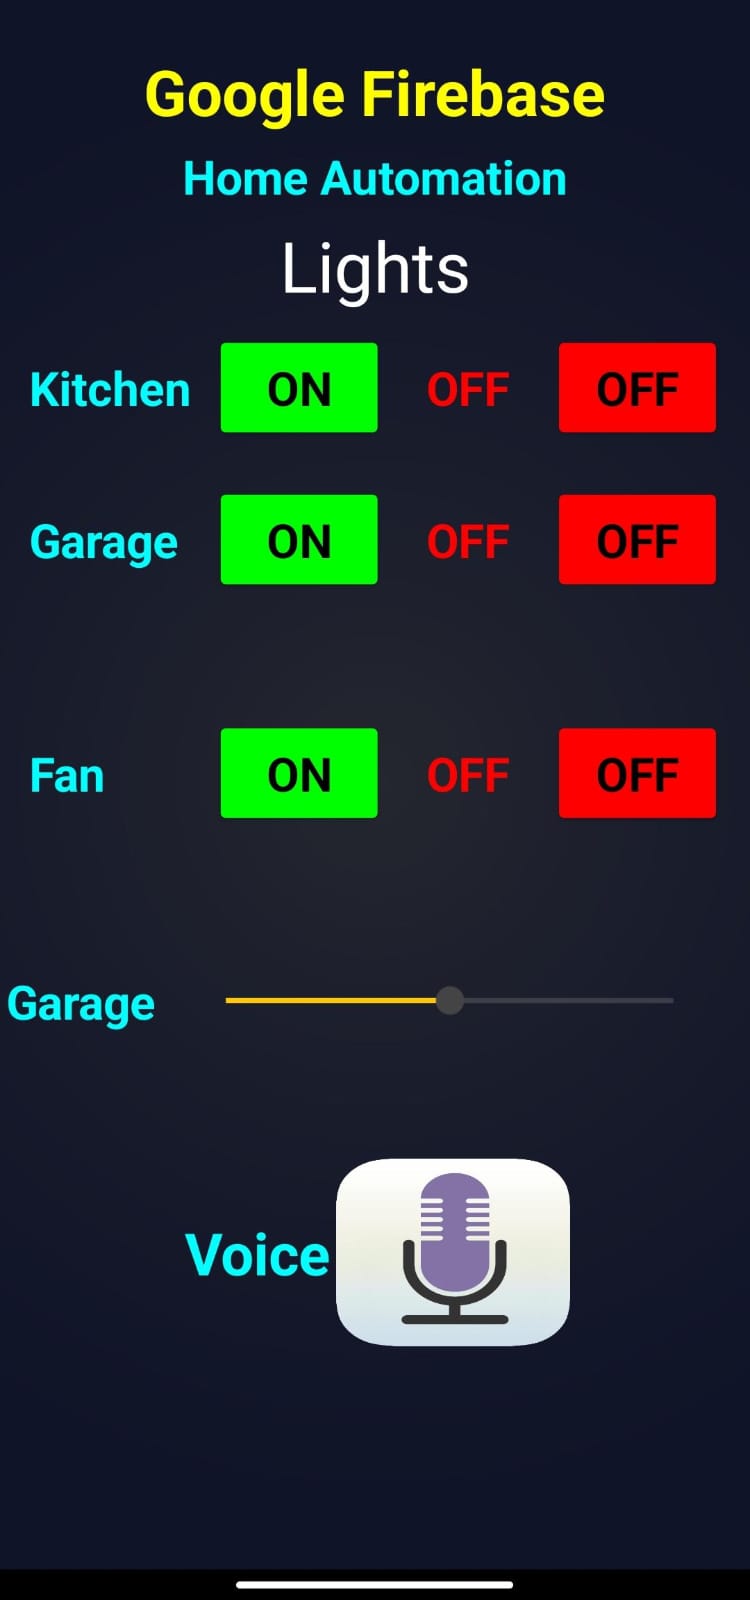 Google Firebase
Home Automation
Lights
Kitchen ON OFF OFF
Garage ON OFF OFF
Fan ON OFF OFF
Garage
Voice